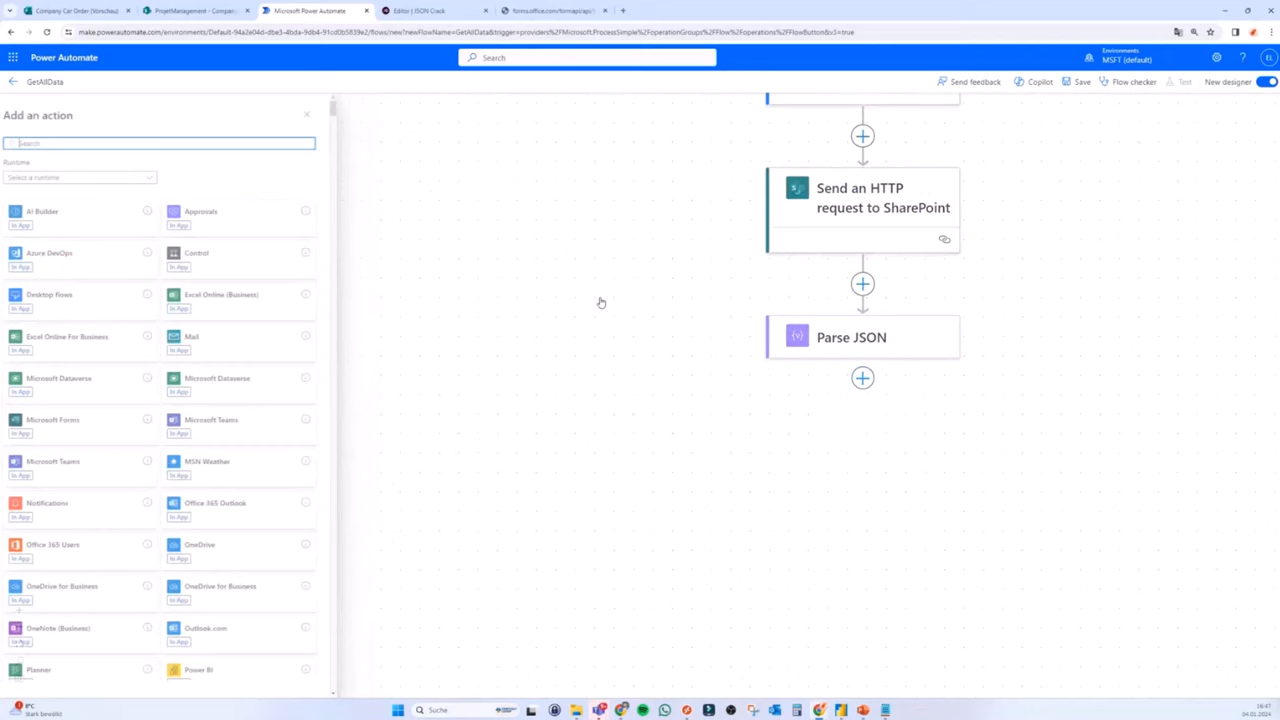 Company Car Order (Vorschau)
ProjetManagement - Compan
Microsoft Power Automate
Editor | JSON Crack
forms.office.com/formapi/api/
make.powerautomate.com/environments/Default-94a2e04d-dbe3-4bda-9db4-91cd0b5839e2/flows/new?newFlowName=GetAllData&trigger=providers%2FMicrosoft.ProcessSimple%2FoperationGroups%2FFlow%2Foperations%2FFlowButton&v3=true
Power Automate
Search
Environments
MSFT (default)
EL
GetAllData
Send feedback
Copilot
Save
Flow checker
Test
New designer
Add an action
Search
Runtime
Select a runtime
AI Builder
In App
Approvals
In App
Azure DevOps
In App
Control
In App
Desktop flows
In App
Excel Online (Business)
In App
Excel Online For Business
In App
Mail
In App
Microsoft Dataverse
In App
Microsoft Dataverse
In App
Microsoft Forms
In App
Microsoft Teams
In App
Microsoft Teams
In App
MSN Weather
In App
Notifications
In App
Office 365 Outlook
In App
Office 365 Users
In App
OneDrive
In App
OneDrive for Business
In App
OneDrive for Business
In App
OneNote (Business)
In App
Outlook.com
In App
Planner
Power BI
Send an HTTP
request to SharePoint
Parse JSON
8°C
Stark bewölkt
Suche
16:47
04.01.2024